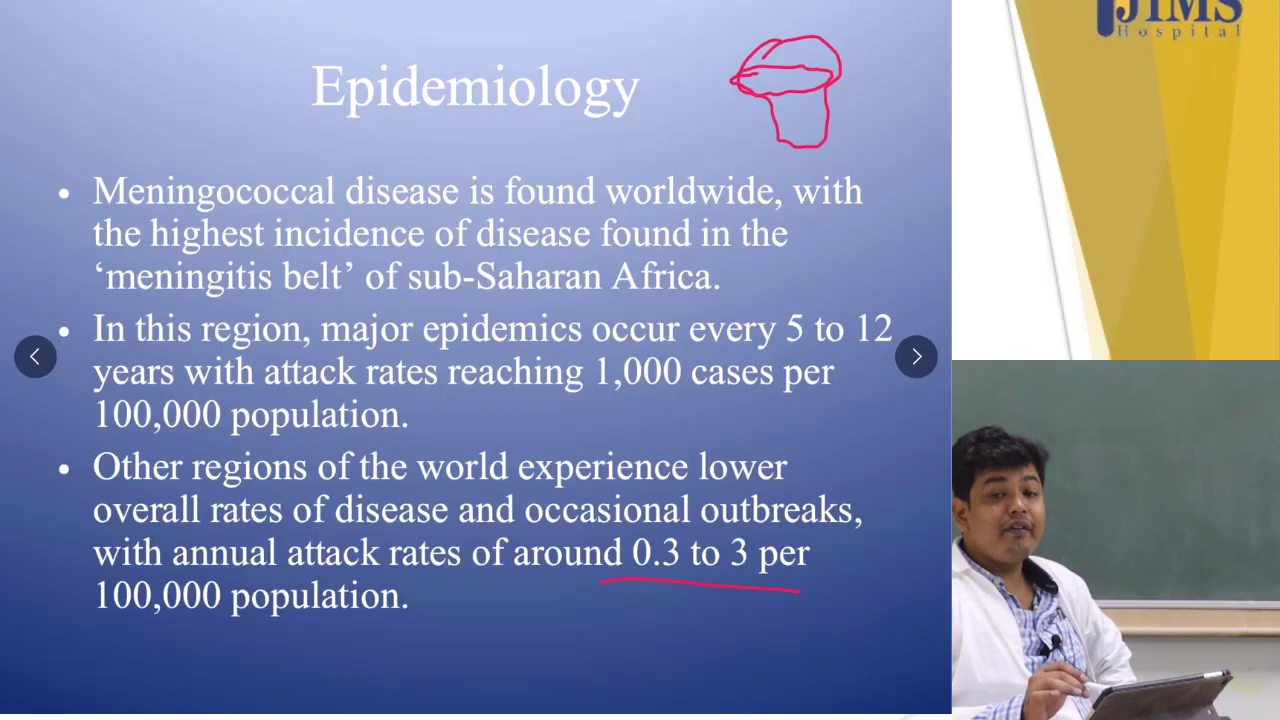 JIMS
Hospital
Epidemiology
• Meningococcal disease is found worldwide, with
the highest incidence of disease found in the
‘meningitis belt’ of sub-Saharan Africa.
• In this region, major epidemics occur every 5 to 12
years with attack rates reaching 1,000 cases per
100,000 population.
• Other regions of the world experience lower
overall rates of disease and occasional outbreaks,
with annual attack rates of around 0.3 to 3 per
100,000 population.